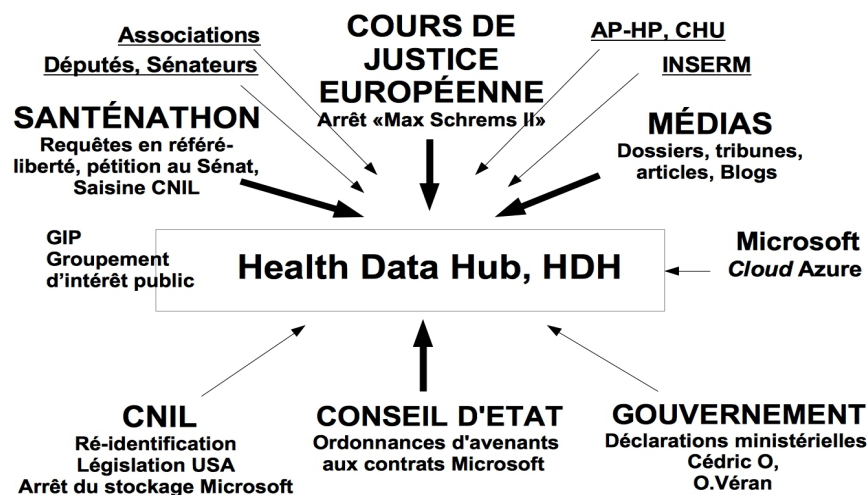 Associations
Députés, Sénateurs
COURS DE
JUSTICE
EUROPÉENNE
Arrêt «Max Schrems II»
AP-HP, CHU
INSERM
SANTÉNATHON
Requêtes en référé-
liberté, pétition au Sénat,
Saisine CNIL
MÉDIAS
Dossiers, tribunes,
articles, Blogs
GIP
Groupement
d'intérêt public
Health Data Hub, HDH
Microsoft
Cloud Azure
CNIL
Ré-identification
Législation USA
Arrêt du stockage Microsoft
CONSEIL D'ETAT
Ordonnances d'avenants
aux contrats Microsoft
GOUVERNEMENT
Déclarations ministérielles
Cédric O,
O.Véran